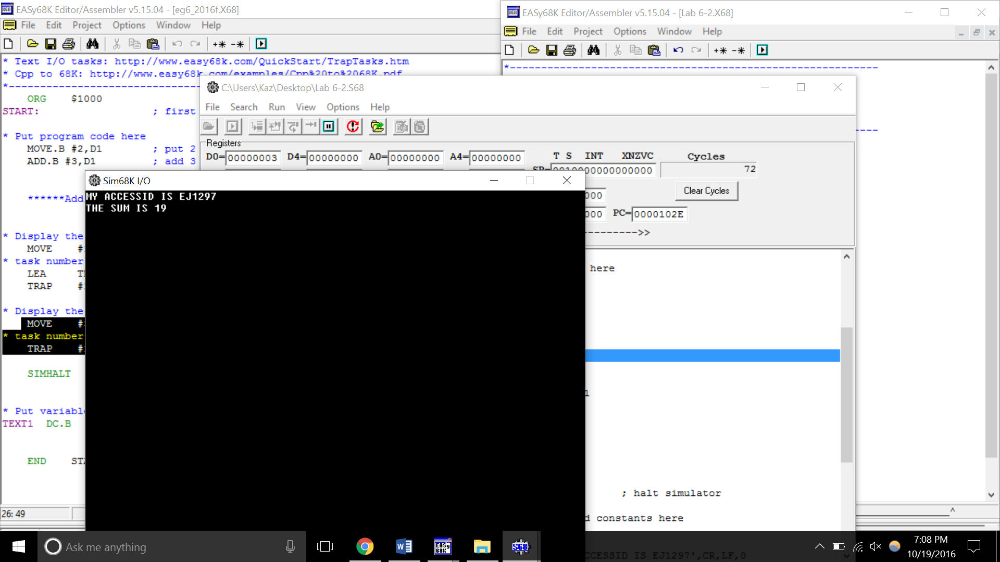 EASy68K Editor/Assembler v5.15.04 - [eg6_2016f.X68]
File Edit Project Options Window Help
* Text I/O tasks: http://www.easy68k.com/QuickStart/TrapTasks.htm
* Cpp to 68K: http://www.easy68k.com/examples/Cpp%20to%2068K.pdf
*-------------------------------
ORG $1000
START: ; first
* Put program code here
MOVE.B #2,D1 ; put 2
ADD.B #3,D1 ; add 3
******Add
* Display the
MOVE #
* task number
LEA
TRAP #
* Display the
MOVE #
* task number
TRAP #
SIMHALT
* Put variabl
TEXT1 DC.B
END STA
26: 49
EASy68K Editor/Assembler v5.15.04 - [Lab 6-2.X68]
File Edit Project Options Window Help
*-----------------------------------------------------------
C:\Users\Kaz\Desktop\Lab 6-2.S68
File Search Run View Options Help
Registers
D0= 00000003 D4= 00000000 A0= 00000000 A4= 00000000
T S INT XNZVC Cycles
SR= 0010000000000000 72
000 Clear Cycles
000 PC= 0000102E
--------->>
here
1
; halt simulator
d constants here
CCESSID IS EJ1297',CR,LF,0
Sim68K I/O
MY ACCESSID IS EJ1297
THE SUM IS 19
Ask me anything
EASy
68K
S68
7:08 PM
10/19/2016